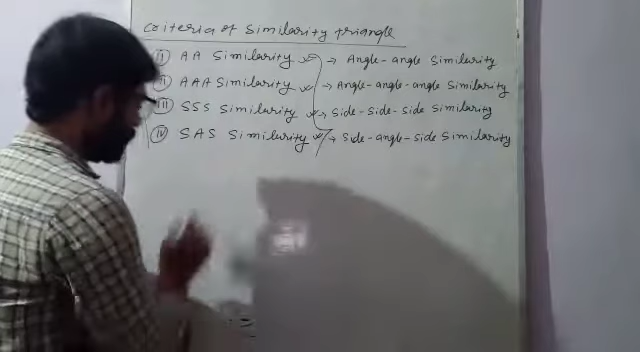 Criteria of Similarity triangle
(i) AA Similarity → Angle-angle Similarity
(ii) AAA Similarity → Angle-angle-angle Similarity
(iii) SSS Similarity → Side-Side-Side Similarity
(iv) SAS Similarity → Side-angle-Side Similarity